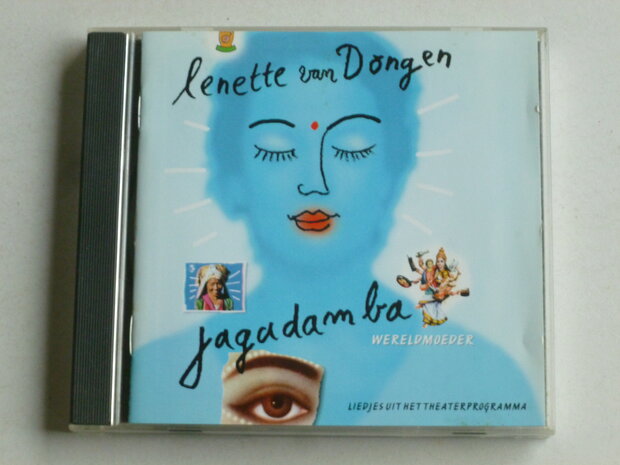 lenette van Dongen
jagadamba
WERELDMOEDER
LIEDJES UIT HET THEATERPROGRAMMA